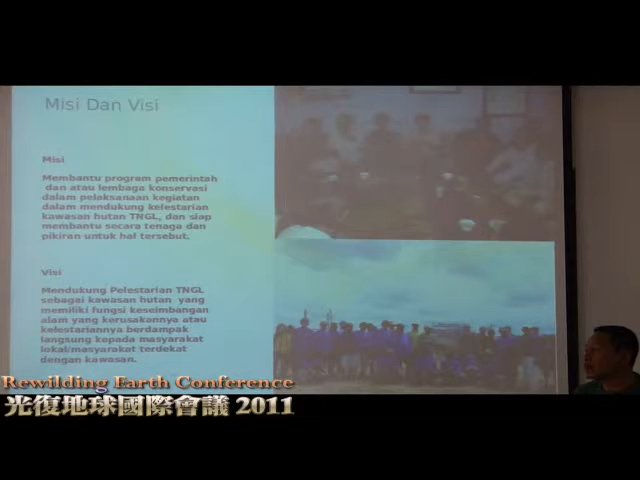 Misi Dan Visi
Misi
Membantu program pemerintah
dan atau lembaga konservasi
dalam pelaksanaan kegiatan
dalam mendukung kelestarian
kawasan hutan TNGL, dan siap
membantu secara tenaga dan
pikiran untuk hal tersebut.
Visi
Mendukung Pelestarian TNGL
sebagai kawasan hutan yang
memiliki fungsi keseimbangan
alam yang kerusakannya atau
kelestariannya berdampak
langsung kepada masyarakat
lokal/masyarakat terdekat
dengan kawasan.
Rewilding Earth Conference
光復地球國際會議 2011